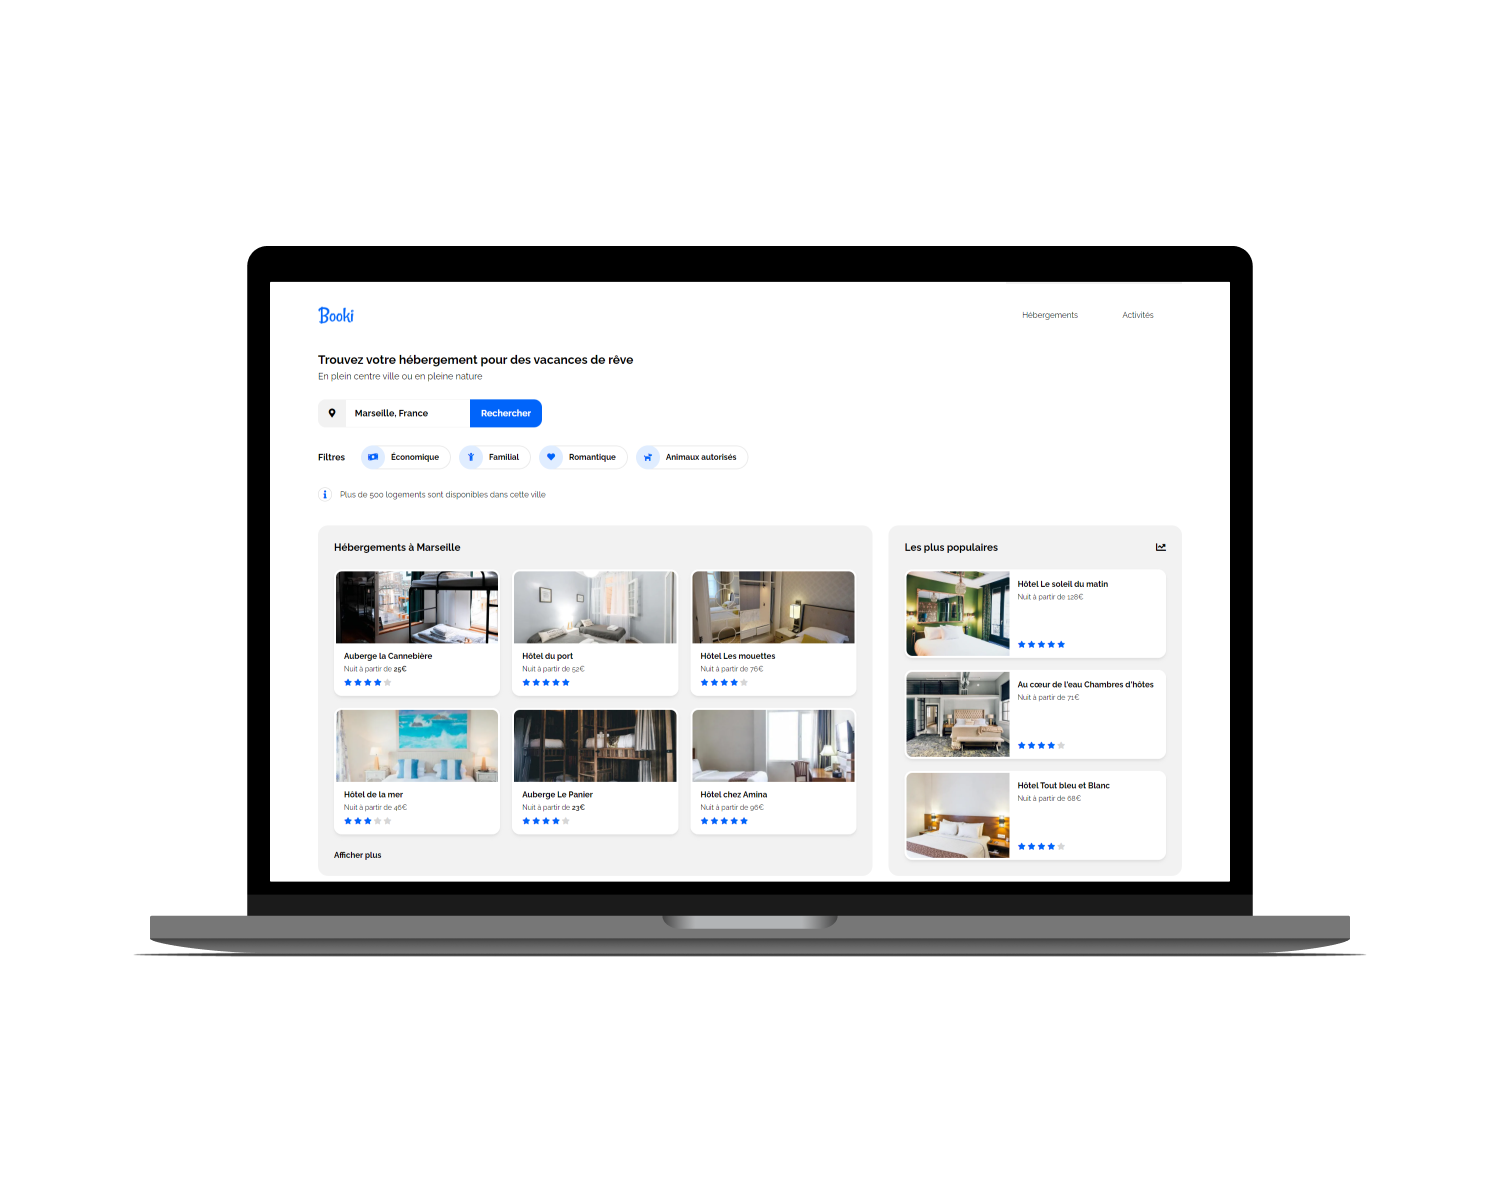 Booki
Hébergements
Activités
Trouvez votre hébergement pour des vacances de rêve
En plein centre ville ou en pleine nature
Marseille, France
Rechercher
Filtres
Économique
Familial
Romantique
Animaux autorisés
Plus de 500 logements sont disponibles dans cette ville
Hébergements à Marseille
Auberge la Cannebière
Nuit à partir de 25€
Hôtel du port
Nuit à partir de 52€
Hôtel Les mouettes
Nuit à partir de 76€
Hôtel de la mer
Nuit à partir de 46€
Auberge Le Panier
Nuit à partir de 23€
Hôtel chez Amina
Nuit à partir de 96€
Afficher plus
Les plus populaires
Hôtel Le soleil du matin
Nuit à partir de 128€
Au cœur de l'eau Chambres d'hôtes
Nuit à partir de 71€
Hôtel Tout bleu et Blanc
Nuit à partir de 68€